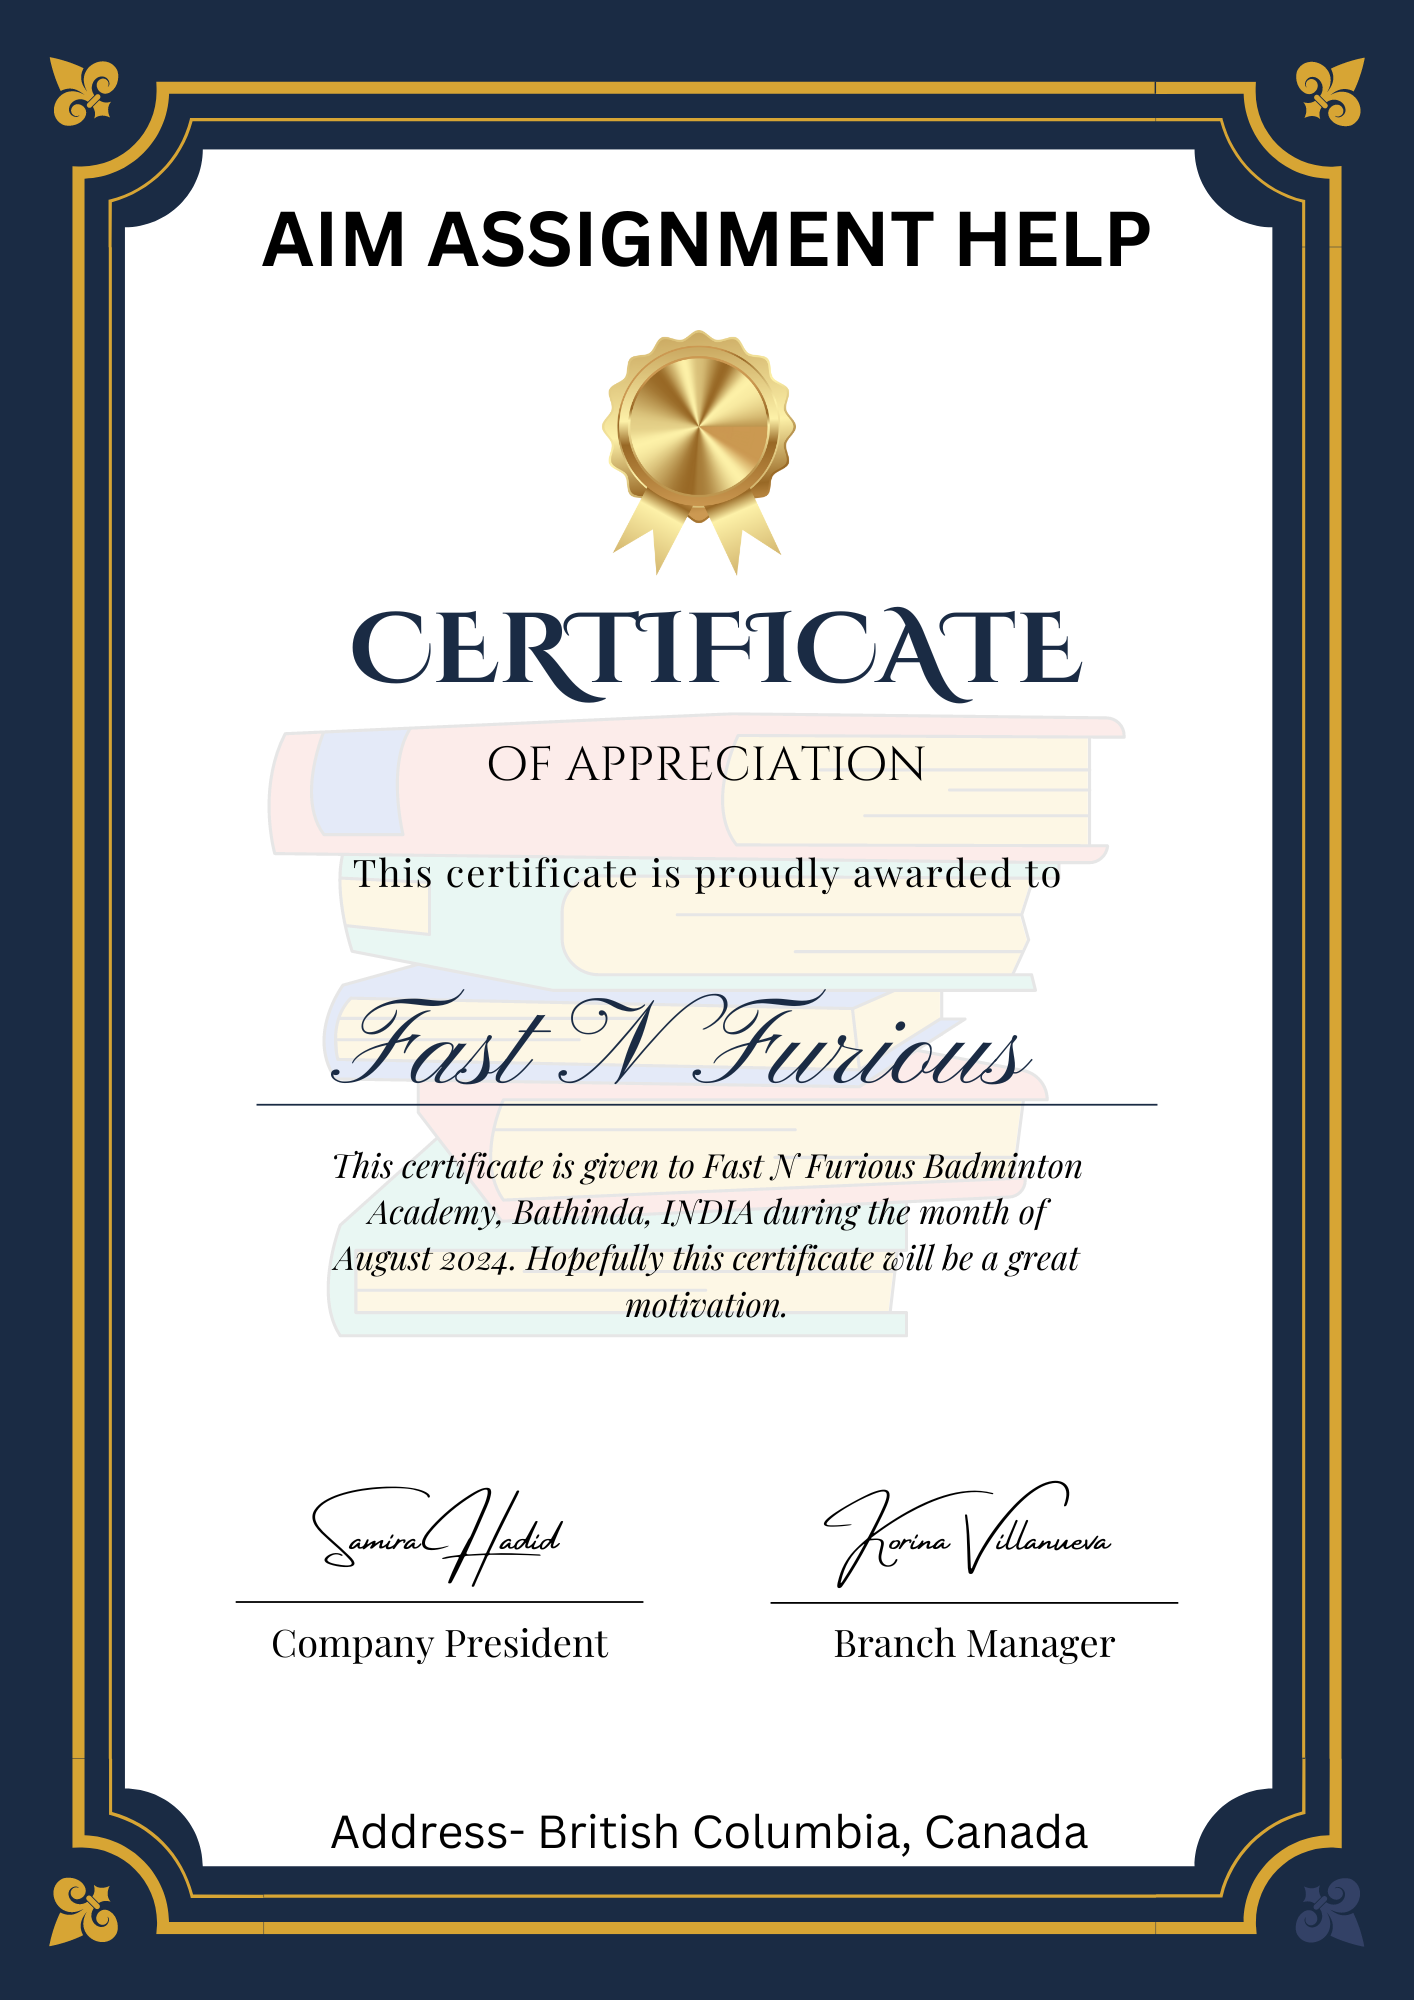 AIM ASSIGNMENT HELP
CERTIFICATE
OF APPRECIATION
This certificate is proudly awarded to
Fast N Furious
This certificate is given to Fast N Furious Badminton
Academy, Bathinda, INDIA during the month of
August 2024. Hopefully this certificate will be a great
motivation.
Samira Hadid
Korina Villanueva
Company President
Branch Manager
Address- British Columbia, Canada